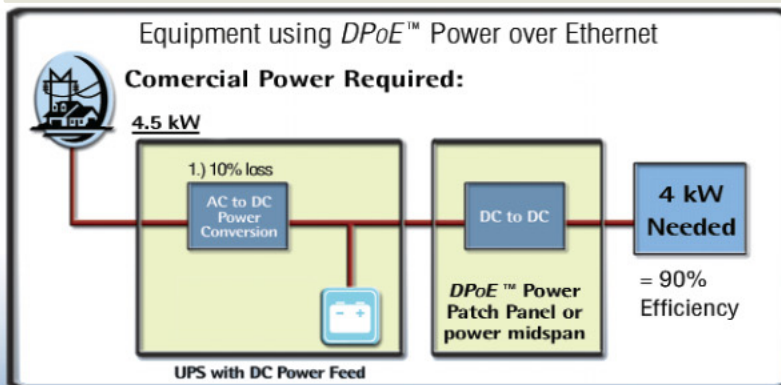 Equipment using DPoE™ Power over Ethernet
Comercial Power Required:
4.5 kW
1.) 10% loss
AC to DC
Power
Conversion
DC to DC
4 kW
Needed
DPoE ™ Power
Patch Panel or
power midspan
= 90%
Efficiency
- +
UPS with DC Power Feed